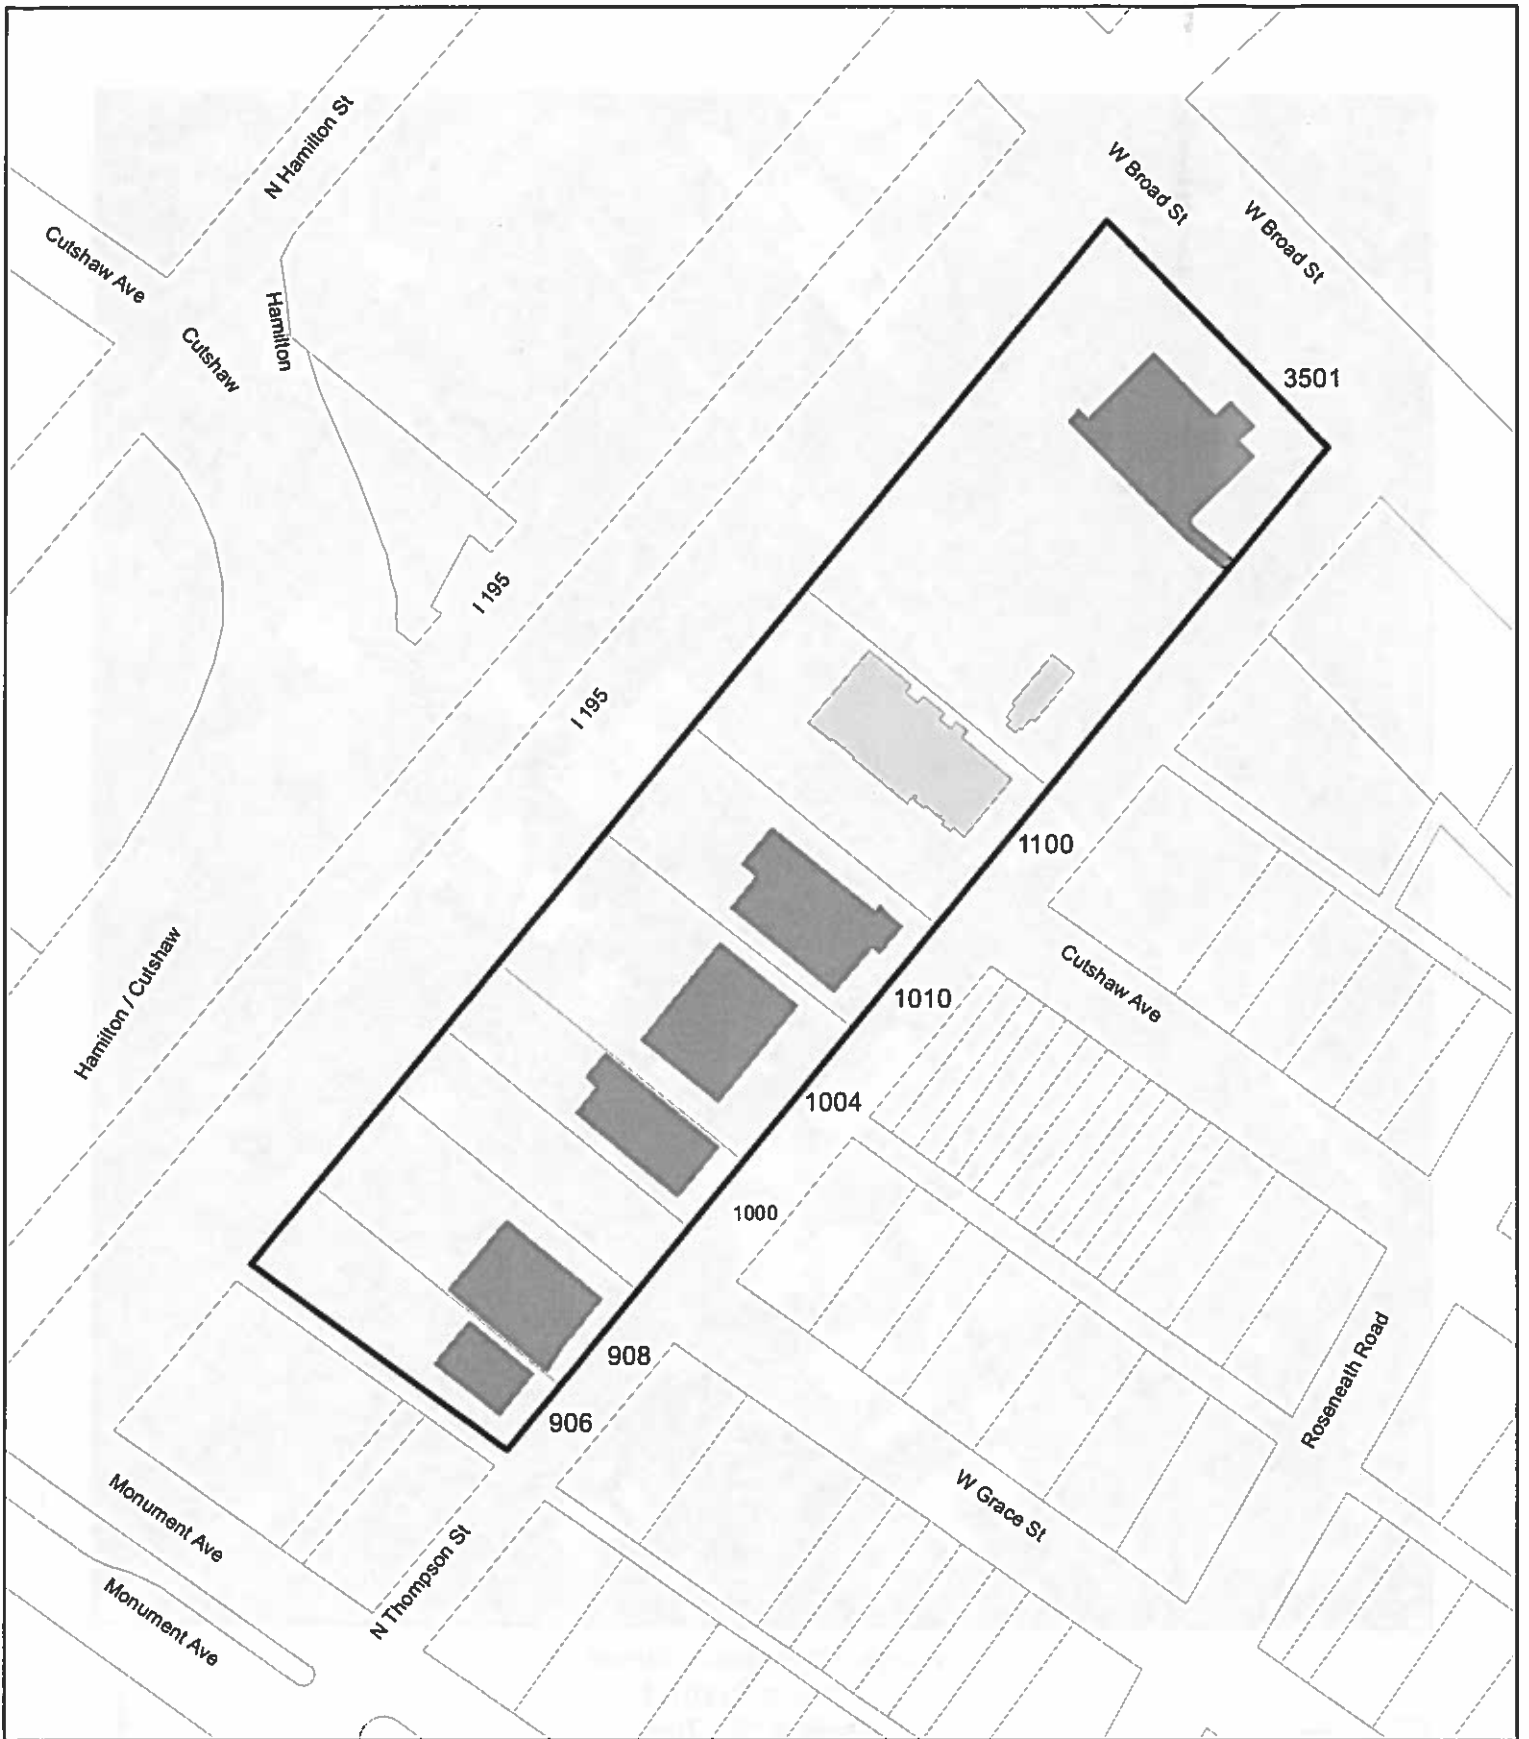 N Hamilton St
W Broad St
W Broad St
Cutshaw Ave
Hamilton
Cutshaw
3501
I 195
I 195
1100
Hamilton / Cutshaw
1010
Cutshaw Ave
1004
1000
908
Roseneath Road
906
W Grace St
Monument Ave
N Thompson St
Monument Ave